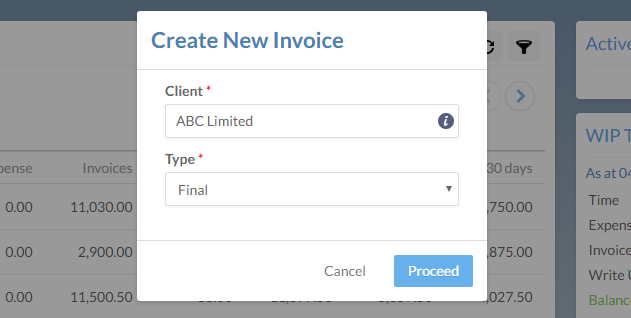 Create New Invoice
Active
Client *
ABC Limited
i
WIP T
Type *
Invoices
30 days
As at 04
Final
Time
0.00 11,030.00 ,750.00
Expens
0.00 2,900.00 ,875.00
Invoice
Cancel Proceed
Write U
0.00 11,500.50 ,027.50
Balanc